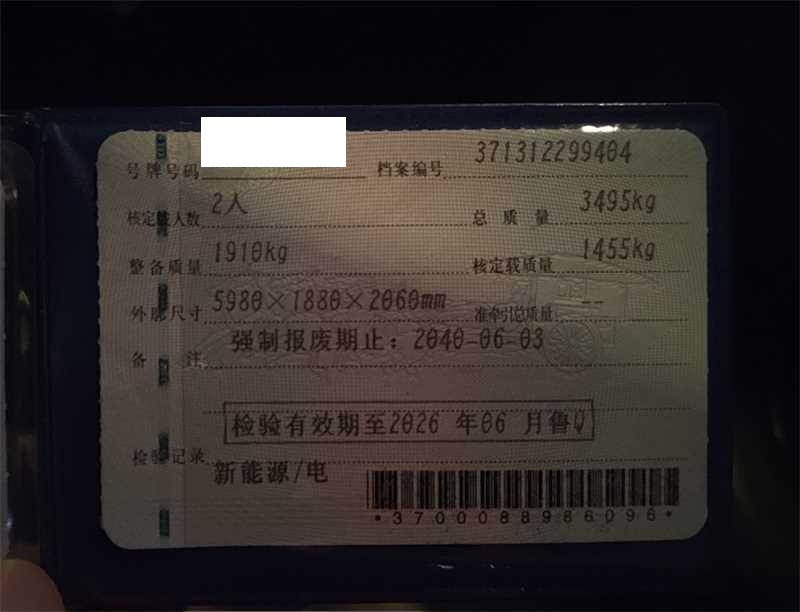 号牌号码 档案编号 371312299404
核定载人数 2人 总质量 3495kg
整备质量 1910kg 核定载质量 1455kg
外廓尺寸 5980×1880×2060mm 准牵引总质量 --
备注 强制报废期止：2040-06-03
检验有效期至2026 年06 月鲁Q
检验记录 新能源/电
*3700088986096*